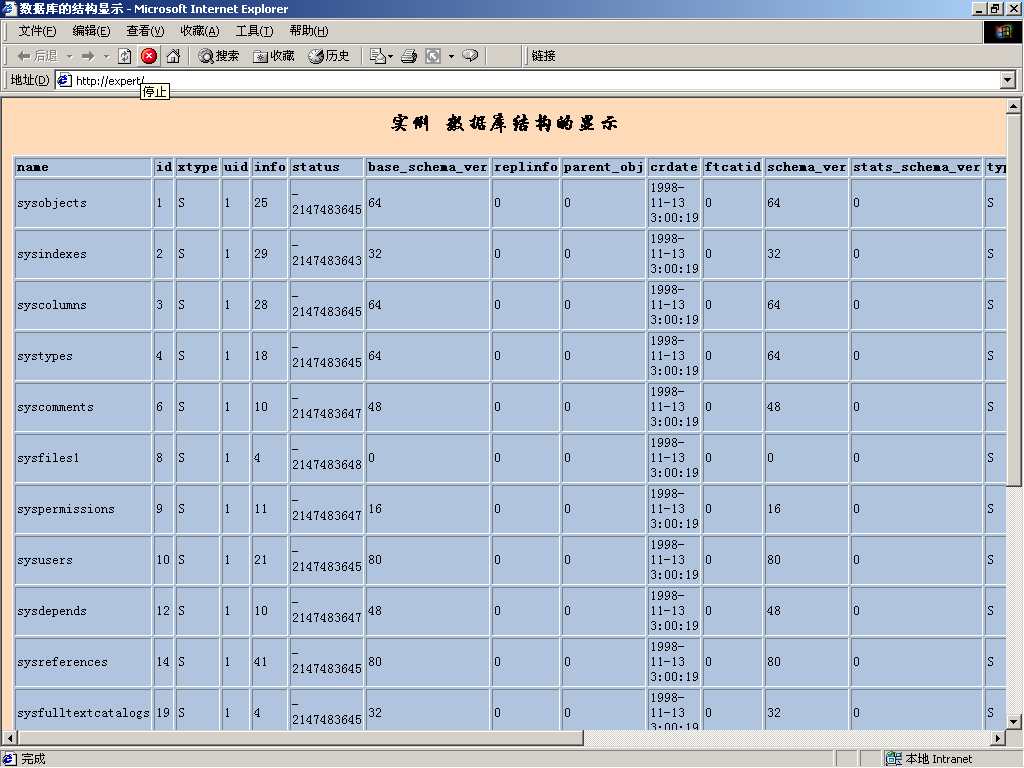 数据库的结构显示 - Microsoft Internet Explorer
文件(F) 编辑(E) 查看(V) 收藏(A) 工具(T) 帮助(H)
后退 搜索 收藏 历史 链接
地址(D) http://expert/
停止
实例 数据库结构的显示
name id xtype uid info status base_schema_ver replinfo parent_obj crdate ftcatid schema_ver stats_schema_ver typ
sysobjects 1 S 1 25 -2147483645 64 0 0 1998-11-13 3:00:19 0 64 0 S
sysindexes 2 S 1 29 -2147483643 32 0 0 1998-11-13 3:00:19 0 32 0 S
syscolumns 3 S 1 28 -2147483645 64 0 0 1998-11-13 3:00:19 0 64 0 S
systypes 4 S 1 18 -2147483645 64 0 0 1998-11-13 3:00:19 0 64 0 S
syscomments 6 S 1 10 -2147483647 48 0 0 1998-11-13 3:00:19 0 48 0 S
sysfiles1 8 S 1 4 -2147483648 0 0 0 1998-11-13 3:00:19 0 0 0 S
syspermissions 9 S 1 11 -2147483647 16 0 0 1998-11-13 3:00:19 0 16 0 S
sysusers 10 S 1 21 -2147483645 80 0 0 1998-11-13 3:00:19 0 80 0 S
sysdepends 12 S 1 10 -2147483647 48 0 0 1998-11-13 3:00:19 0 48 0 S
sysreferences 14 S 1 41 -2147483645 80 0 0 1998-11-13 3:00:19 0 80 0 S
sysfulltextcatalogs 19 S 1 4 -2147483645 32 0 0 1998-11-13 3:00:19 0 32 0 S
完成 本地 Intranet